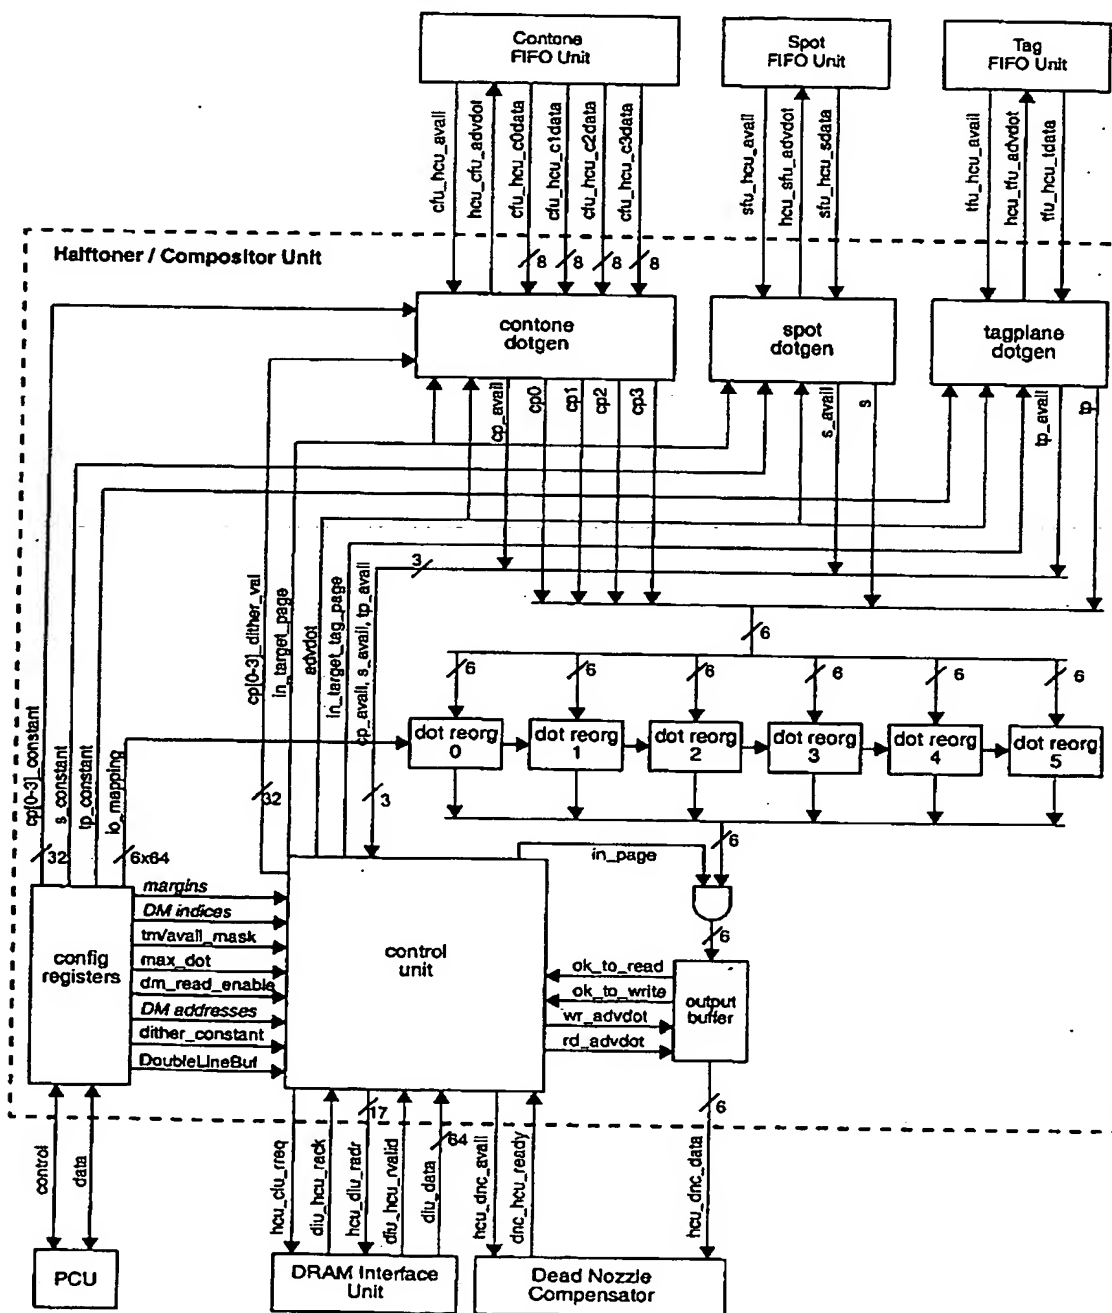 Contone
FIFO Unit
Spot
FIFO Unit
Tag
FIFO Unit
cfu_hcu_avail
hcu_cfu_advdot
cfu_hcu_c0data
cfu_hcu_c1data
cfu_hcu_c2data
cfu_hcu_c3data
sfu_hcu_avail
hcu_sfu_advdot
sfu_hcu_sdata
tfu_hcu_avail
hcu_tfu_advdot
tfu_hcu_tdata
Halftoner / Compositor Unit
8
8
8
8
contone
dotgen
spot
dotgen
tagplane
dotgen
cp_avail
cp0
cp1
cp2
cp3
s_avail
s
tp_avail
tp
3
6
cp[0-3]_dither_val
in_target_page
advdot
in_target_tag_page
cp_avail, s_avail, tp_avail
6
6
6
6
6
6
dot reorg
0
dot reorg
1
dot reorg
2
dot reorg
3
dot reorg
4
dot reorg
5
cp[0-3]_constant
s_constant
tp_constant
io_mapping
32
6x64
32
3
in_page
6
6
config
registers
margins
DM indices
tm/avail_mask
max_dot
dm_read_enable
DM addresses
dither_constant
DoubleLineBuf
control
unit
ok_to_read
ok_to_write
wr_advdot
rd_advdot
output
buffer
17
64
6
control
data
hcu_diu_rreq
diu_hcu_rack
hcu_diu_radr
diu_hcu_rvalid
diu_data
hcu_dnc_avail
dnc_hcu_ready
hcu_dnc_data
PCU
DRAM Interface
Unit
Dead Nozzle
Compensator